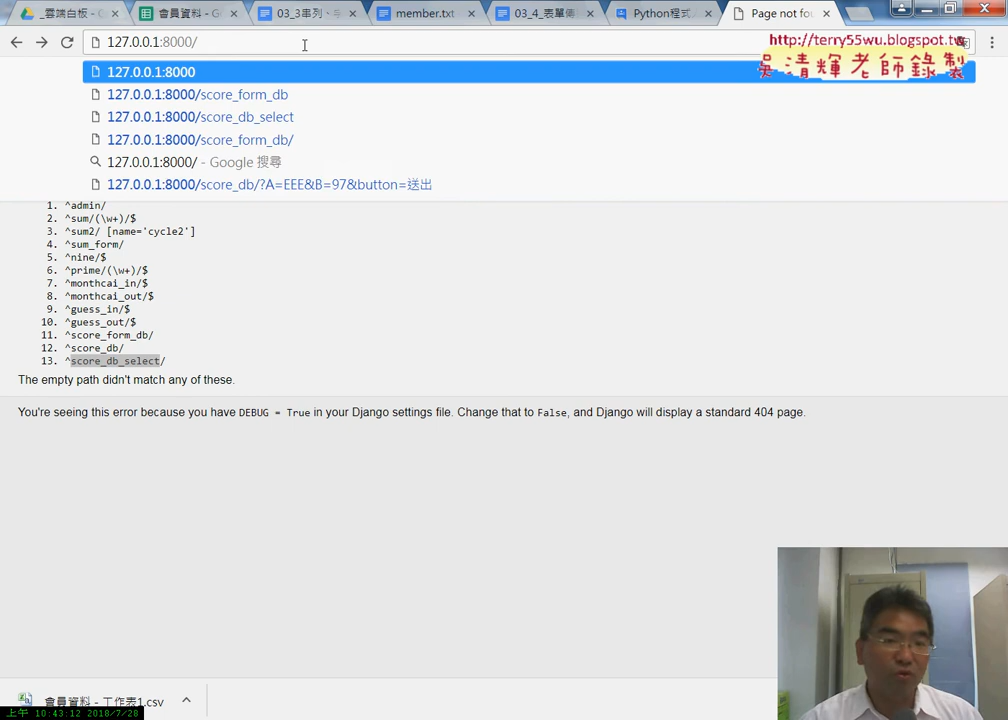 _雲端白板 - G
會員資料 - G
03_3串列、
member.txt
03_4_表單傳
Python程式
Page not fo
127.0.0.1:8000/
http://terry55wu.blogspot.tw
吳清輝老師錄製
127.0.0.1:8000
127.0.0.1:8000/score_form_db
127.0.0.1:8000/score_db_select
127.0.0.1:8000/score_form_db/
127.0.0.1:8000/ - Google 搜尋
127.0.0.1:8000/score_db/?A=EEE&B=97&button=送出
1. ^admin/
2. ^sum/(\w+)/$
3. ^sum2/ [name='cycle2']
4. ^sum_form/
5. ^nine/$
6. ^prime/(\w+)/$
7. ^monthcai_in/$
8. ^monthcai_out/$
9. ^guess_in/$
10. ^guess_out/$
11. ^score_form_db/
12. ^score_db/
13. ^score_db_select/
The empty path didn't match any of these.
You're seeing this error because you have DEBUG = True in your Django settings file. Change that to False, and Django will display a standard 404 page.
會員資料 - 工作表1.csv
上午 10:43:12 2018/7/28